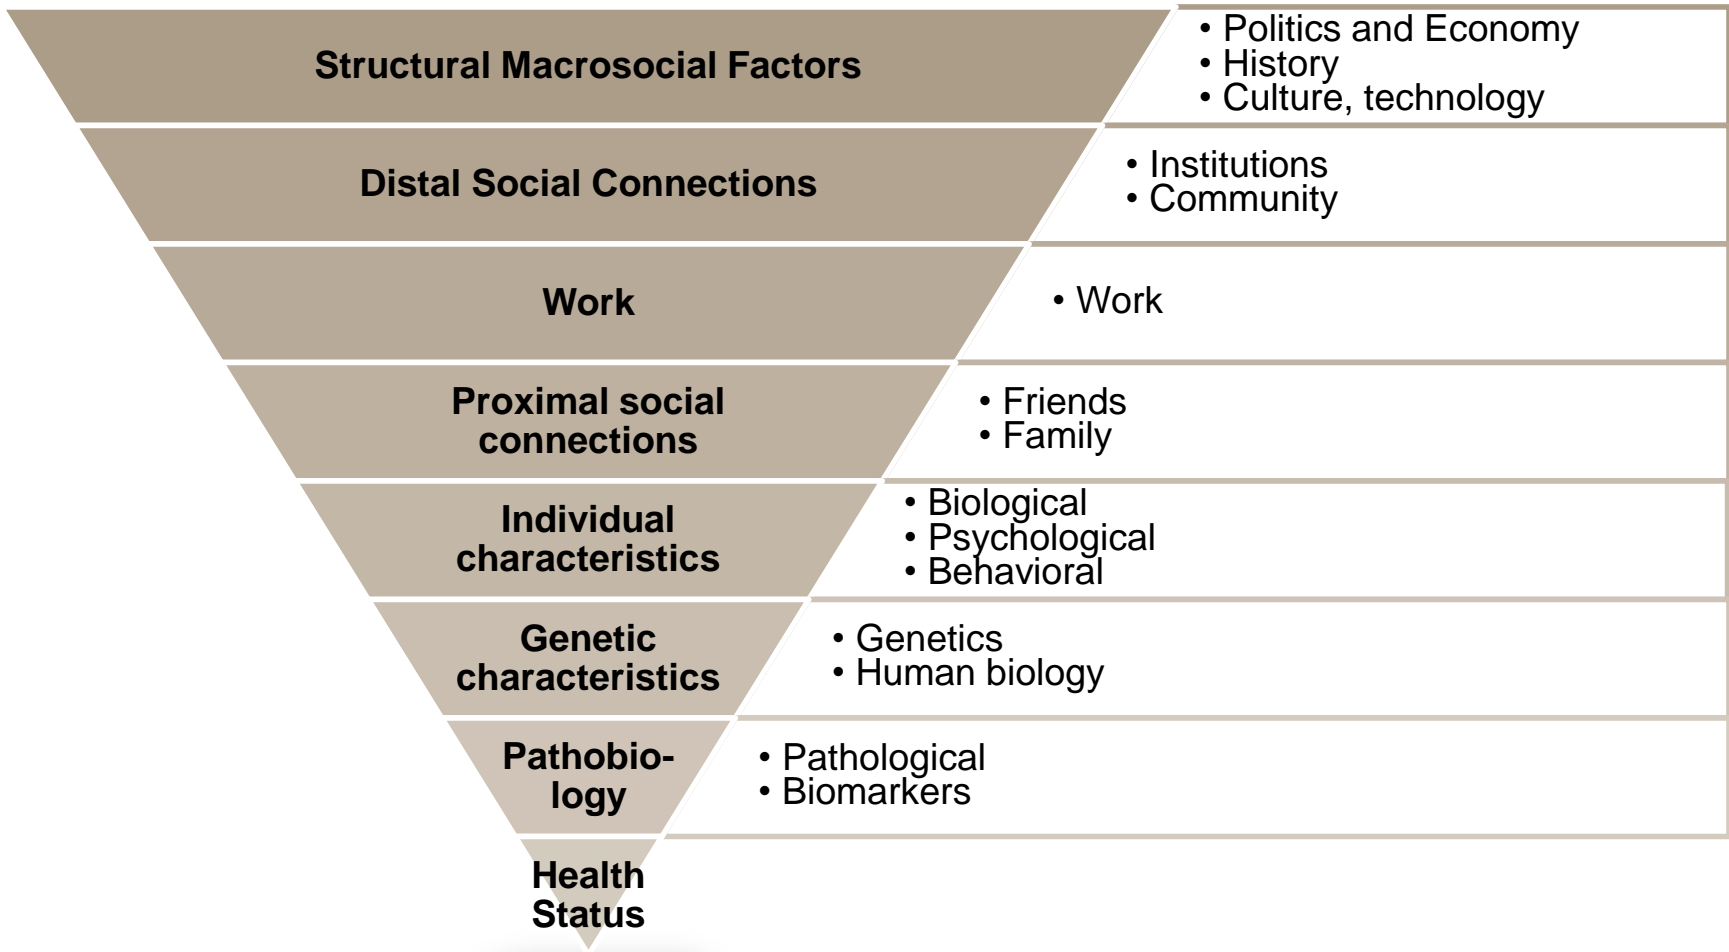 Structural Macrosocial Factors
• Politics and Economy
• History
• Culture, technology
Distal Social Connections
• Institutions
• Community
Work
• Work
Proximal social
connections
• Friends
• Family
Individual
characteristics
• Biological
• Psychological
• Behavioral
Genetic
characteristics
• Genetics
• Human biology
Pathobio-
logy
• Pathological
• Biomarkers
Health
Status